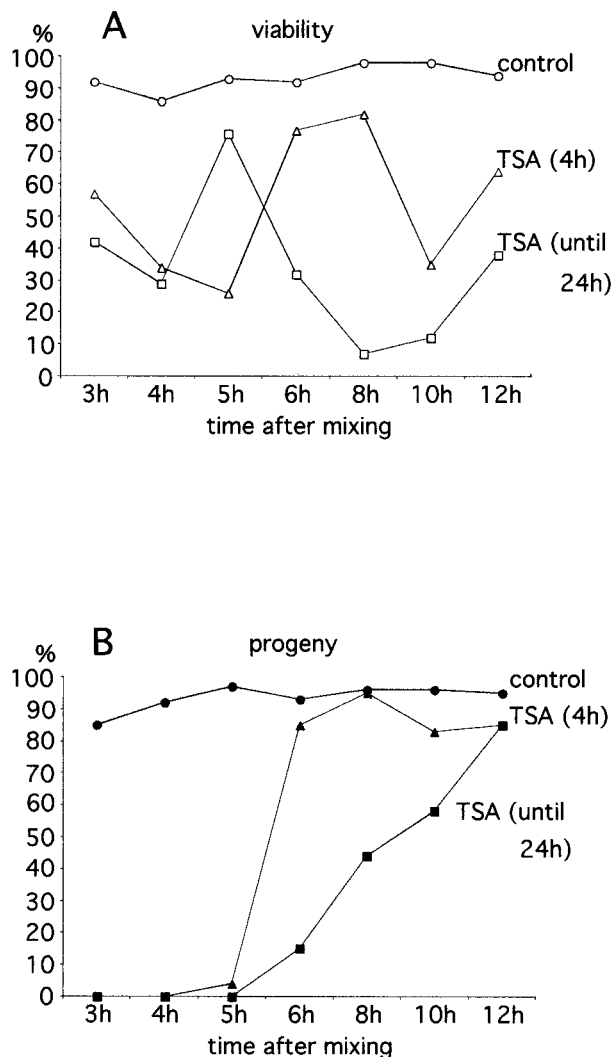 A
viability
%
100
90
80
70
60
50
40
30
20
10
0
control
TSA (4h)
TSA (until
24h)
3h 4h 5h 6h 8h 10h 12h
time after mixing
B
progeny
%
100
90
80
70
60
50
40
30
20
10
0
control
TSA (4h)
TSA (until
24h)
3h 4h 5h 6h 8h 10h 12h
time after mixing